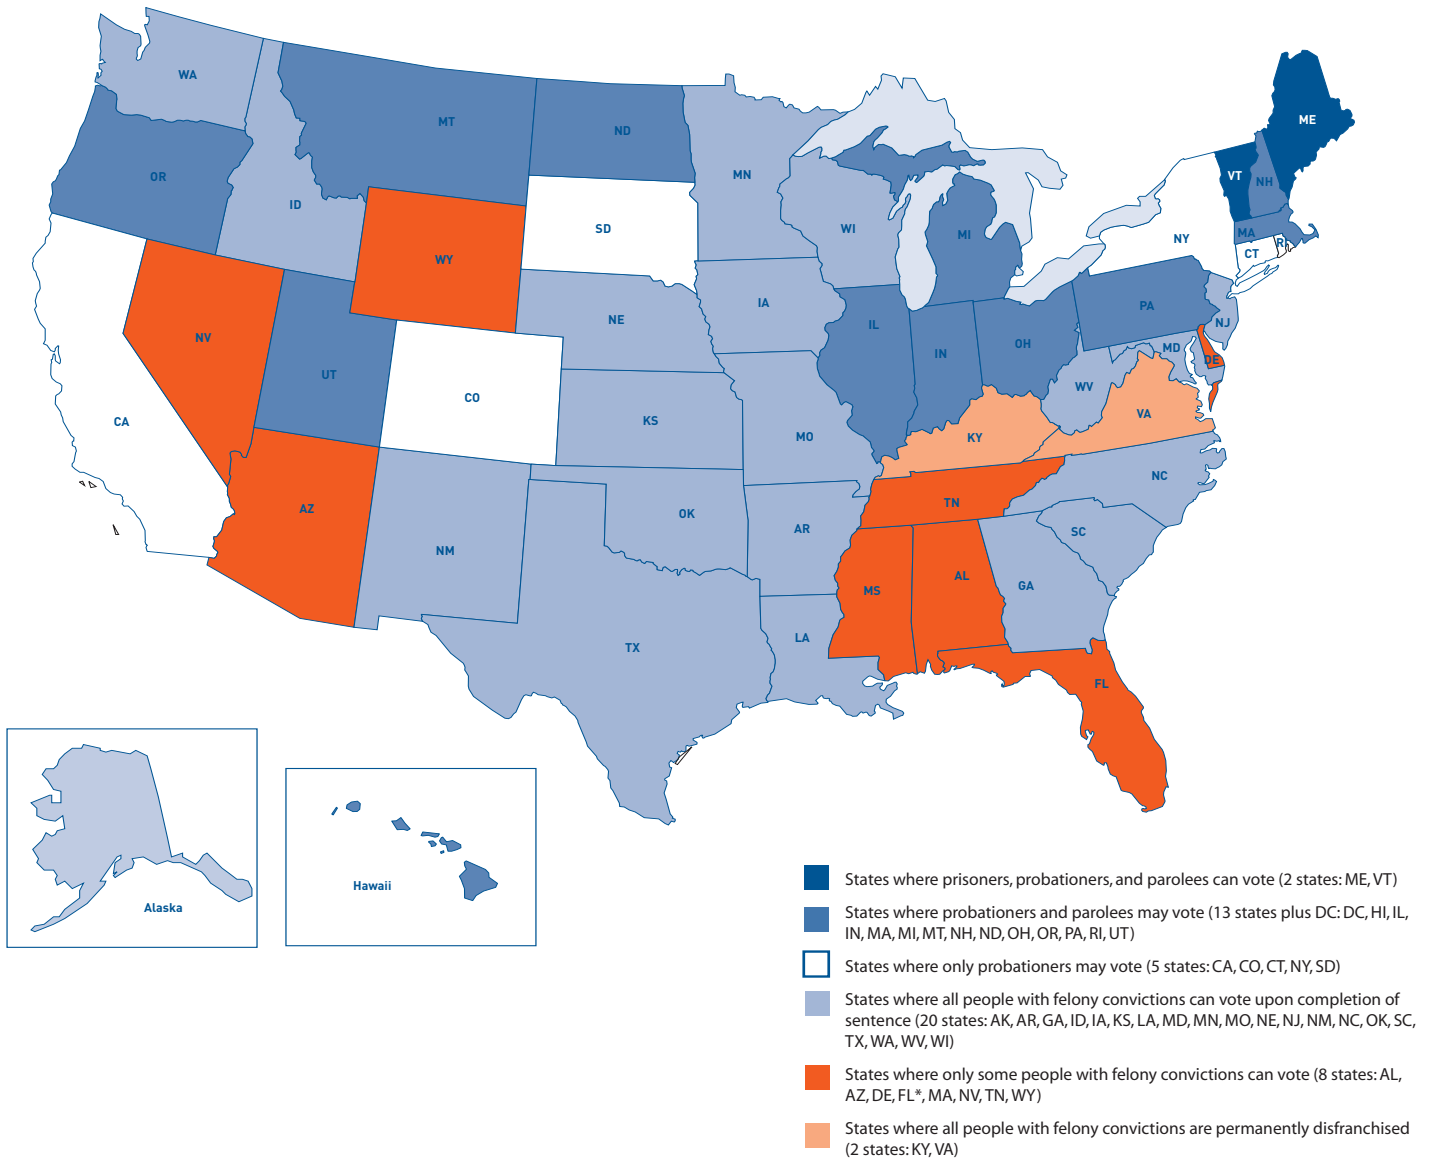 WA
ME
MT
ND
OR
MN
VT
NH
ID
SD
WI
MI
MA
NY
RI
CT
WY
IA
PA
NE
IL
NJ
NV
OH
IN
MD
DE
UT
WV
CO
VA
CA
KS
MO
KY
NC
TN
AZ
OK
AR
SC
NM
AL
GA
MS
LA
TX
FL
Hawaii
Alaska
States where prisoners, probationers, and parolees can vote (2 states: ME, VT)
States where probationers and parolees may vote (13 states plus DC: DC, HI, IL,
IN, MA, MI, MT, NH, ND, OH, OR, PA, RI, UT)
States where only probationers may vote (5 states: CA, CO, CT, NY, SD)
States where all people with felony convictions can vote upon completion of
sentence (20 states: AK, AR, GA, ID, IA, KS, LA, MD, MN, MO, NE, NJ, NM, NC, OK, SC,
TX, WA, WV, WI)
States where only some people with felony convictions can vote (8 states: AL,
AZ, DE, FL*, MA, NV, TN, WY)
States where all people with felony convictions are permanently disfranchised
(2 states: KY, VA)